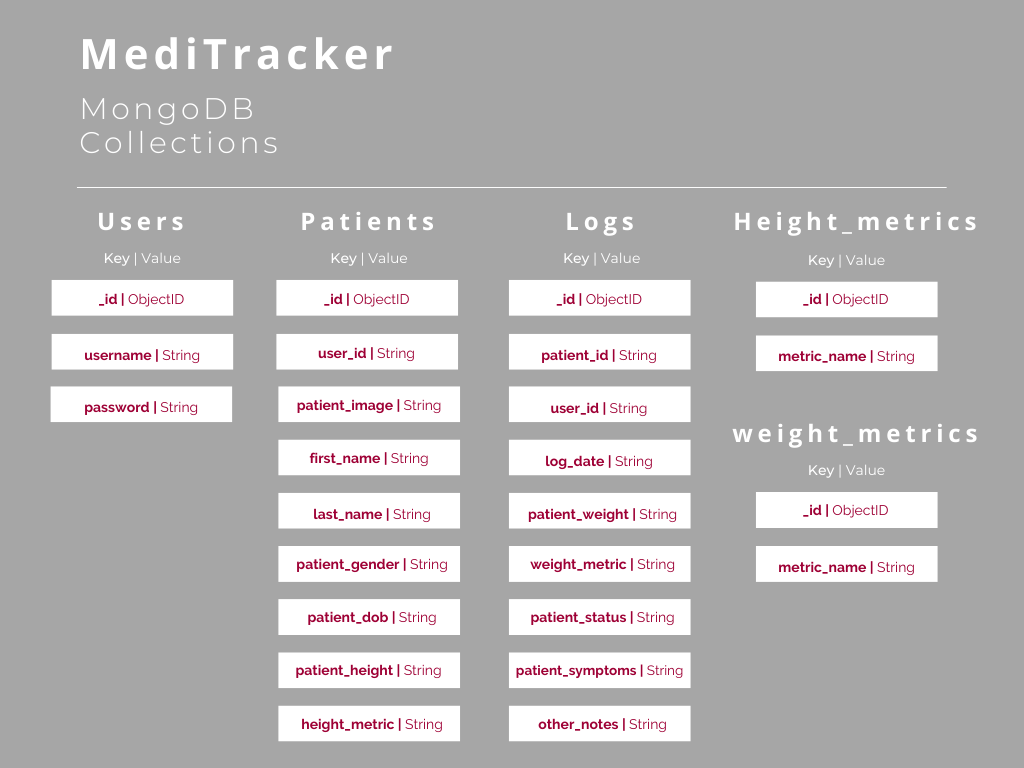 MediTracker
MongoDB
Collections
Users
Key | Value
_id | ObjectID
username | String
password | String
Patients
Key | Value
_id | ObjectID
user_id | String
patient_image | String
first_name | String
last_name | String
patient_gender | String
patient_dob | String
patient_height | String
height_metric | String
Logs
Key | Value
_id | ObjectID
patient_id | String
user_id | String
log_date | String
patient_weight | String
weight_metric | String
patient_status | String
patient_symptoms | String
other_notes | String
Height_metrics
Key | Value
_id | ObjectID
metric_name | String
weight_metrics
Key | Value
_id | ObjectID
metric_name | String